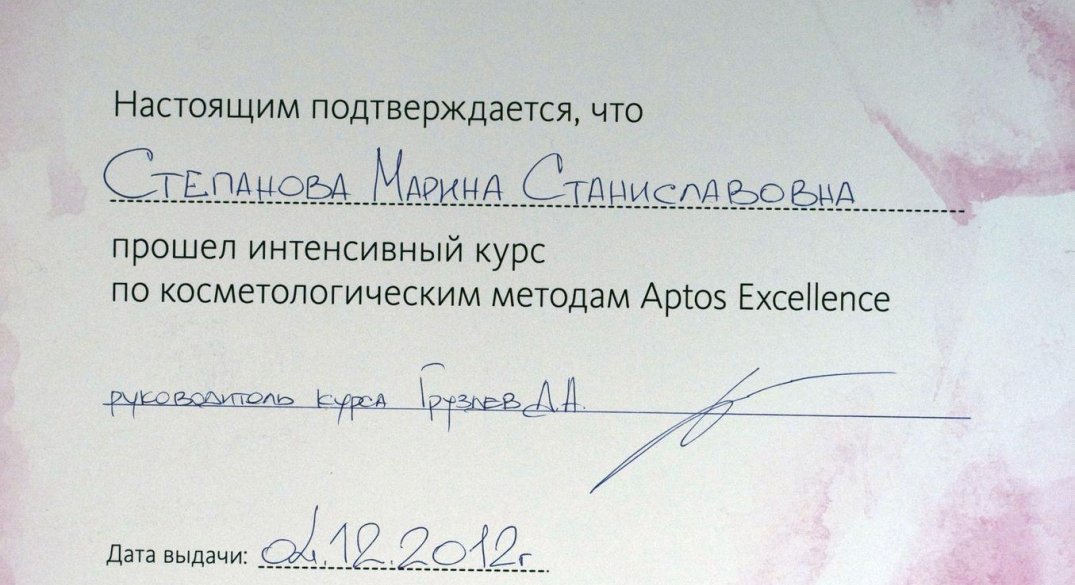 Настоящим подтверждается, что
Степанова Марина Станиславовна
прошел интенсивный курс
по косметологическим методам Aptos Excellence
руководитель курса Груздев Д.А.
Дата выдачи: 04.12.2012г